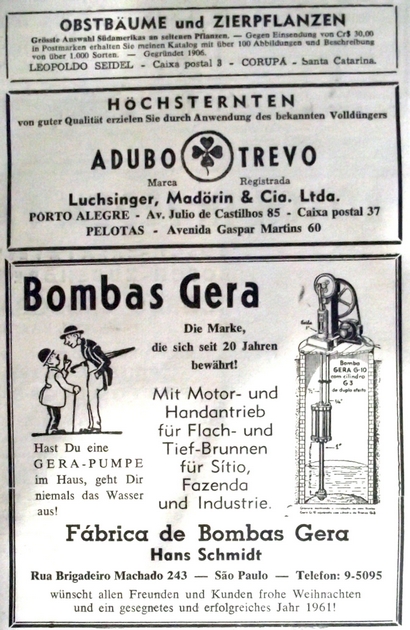 OBSTBÄUME und ZIERPFLANZEN
Grösste Auswahl Südamerikas an seltenen Pflanzen. — Gegen Einsendung von Cr$ 30,00
in Postmarken erhalten Sie meinen Katalog mit über 100 Abbildungen und Beschreibung
von über 1.000 Sorten. — Gegründet 1906.
LEOPOLDO SEIDEL - Caixa postal 3 - CORUPÁ - Santa Catarina.
HÖCHSTERNTEN
von guter Qualität erzielen Sie durch Anwendung des bekannten Volldüngers
ADUBO TREVO
Marca Registrada
Luchsinger, Madörin & Cia. Ltda.
PORTO ALEGRE - Av. Julio de Castilhos 85 - Caixa postal 37
PELOTAS - Avenida Gaspar Martins 60
Bombas Gera
Die Marke,
die sich seit 20 Jahren
bewährt!
Mit Motor- und
Handantrieb
für Flach- und
Tief-Brunnen
für Sítio,
Fazenda
und Industrie.
Hast Du eine
GERA-PUMPE
im Haus, geht Dir
niemals das Wasser
aus!
Bomba
GERA G-10
com cilindro
G 3
de duplo efeito
Fábrica de Bombas Gera
Hans Schmidt
Rua Brigadeiro Machado 243 — São Paulo — Telefon: 9-5095
wünscht allen Freunden und Kunden frohe Weihnachten
und ein gesegnetes und erfolgreiches Jahr 1961!